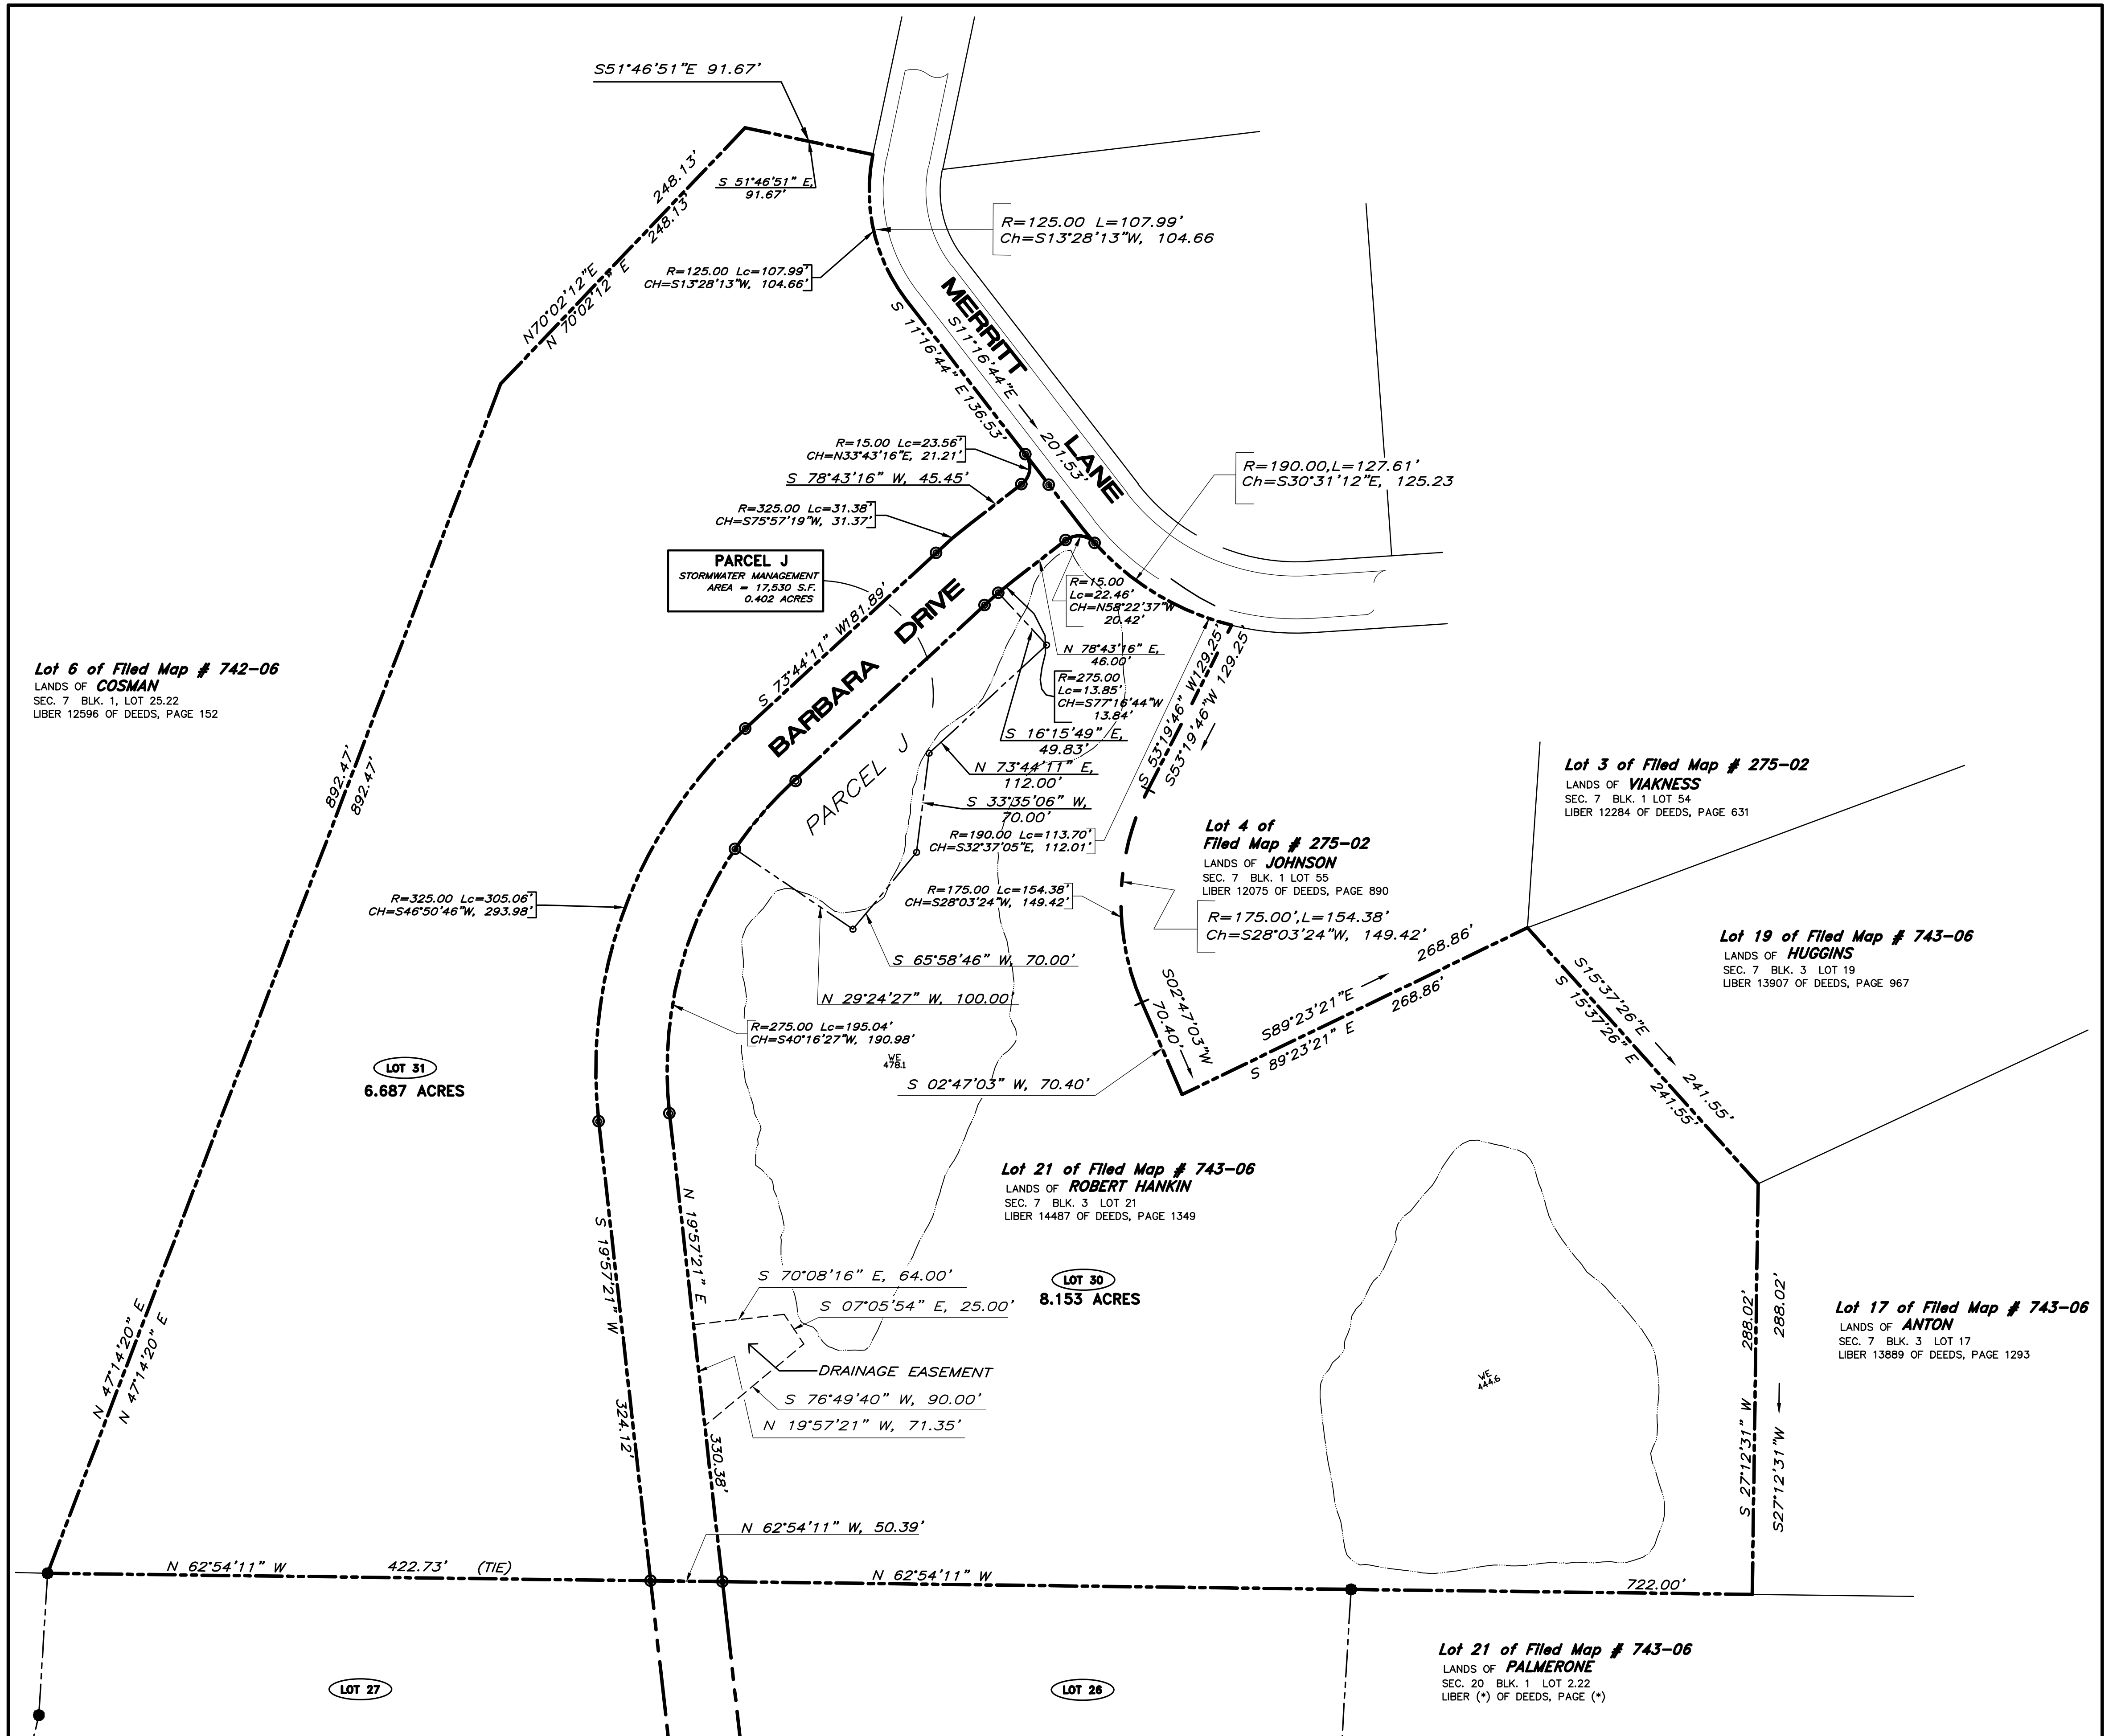 S51°46'51"E 91.67'
248.13'
248.13'
N70°02'12"E
N 70°02'12" E
S 51°46'51" E,
91.67'
R=125.00 L=107.99'
Ch=S13°28'13"W, 104.66
R=125.00 Lc=107.99'
CH=S13°28'13"W, 104.66'
MERRITT
LANE
S11°16'44"E
201.53'
S 11°16'44" E136.53'
R=15.00 Lc=23.56'
CH=N33°43'16"E, 21.21'
S 78°43'16" W, 45.45'
R=190.00,L=127.61'
Ch=S30°31'12"E, 125.23
R=325.00 Lc=31.38'
CH=S75°57'19"W, 31.37'
PARCEL J
STORMWATER MANAGEMENT
AREA = 17,530 S.F.
0.402 ACRES
R=15.00
Lc=22.46'
CH=N58°22'37"W
20.42'
S 73°44'11" W181.89'
BARBARA DRIVE
N 78°43'16" E,
46.00'
R=275.00
Lc=13.85'
CH=S77°16'44"W
13.84'
S 53°19'46" W129.25'
S53°19'46"W 129.25'
Lot 6 of Filed Map # 742-06
LANDS OF COSMAN
SEC. 7 BLK. 1, LOT 25.22
LIBER 12596 OF DEEDS, PAGE 152
PARCEL J
S 16°15'49" E,
49.83'
N 73°44'11" E,
112.00'
S 33°35'06" W,
70.00'
892.47'
892.47'
R=190.00 Lc=113.70'
CH=S32°37'05"E, 112.01'
Lot 3 of Filed Map # 275-02
LANDS OF VIAKNESS
SEC. 7 BLK. 1 LOT 54
LIBER 12284 OF DEEDS, PAGE 631
Lot 4 of
Filed Map # 275-02
LANDS OF JOHNSON
SEC. 7 BLK. 1 LOT 55
LIBER 12075 OF DEEDS, PAGE 890
R=325.00 Lc=305.06'
CH=S46°50'46"W, 293.98'
R=175.00 Lc=154.38'
CH=S28°03'24"W, 149.42'
R=175.00',L=154.38'
Ch=S28°03'24"W, 149.42'
S 65°58'46" W, 70.00'
N 29°24'27" W, 100.00'
S02°47'03"W
70.40'
S89°23'21"E
268.86'
S 89°23'21" E
268.86'
S15°37'26"E
241.55'
S 15°37'26" E
241.55'
Lot 19 of Filed Map # 743-06
LANDS OF HUGGINS
SEC. 7 BLK. 3 LOT 19
LIBER 13907 OF DEEDS, PAGE 967
R=275.00 Lc=195.04'
CH=S40°16'27"W, 190.98'
WE
478.1
LOT 31
6.687 ACRES
S 02°47'03" W, 70.40'
Lot 21 of Filed Map # 743-06
LANDS OF ROBERT HANKIN
SEC. 7 BLK. 3 LOT 21
LIBER 14487 OF DEEDS, PAGE 1349
S 19°57'21" W
324.12'
N 19°57'21" E
330.38'
S 70°08'16" E, 64.00'
S 07°05'54" E, 25.00'
LOT 30
8.153 ACRES
DRAINAGE EASEMENT
S 76°49'40" W, 90.00'
N 19°57'21" W, 71.35'
N 47°14'20" E
N 47°14'20" E
WE
444.6
288.02'
S 27°12'31" W
288.02'
S27°12'31"W
Lot 17 of Filed Map # 743-06
LANDS OF ANTON
SEC. 7 BLK. 3 LOT 17
LIBER 13889 OF DEEDS, PAGE 1293
N 62°54'11" W, 50.39'
N 62°54'11" W 422.73' (TIE)
N 62°54'11" W
722.00'
LOT 27
LOT 26
Lot 21 of Filed Map # 743-06
LANDS OF PALMERONE
SEC. 20 BLK. 1 LOT 2.22
LIBER (*) OF DEEDS, PAGE (*)